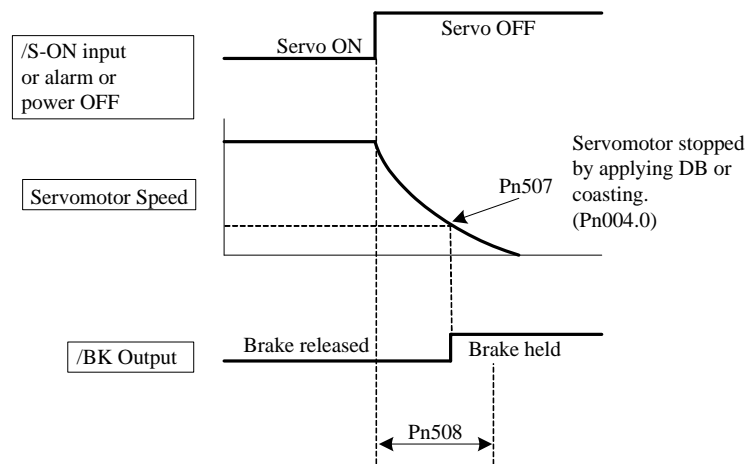 Servo OFF
Servo ON
/S-ON input
or alarm or
power OFF
Servomotor stopped
by applying DB or
coasting.
(Pn004.0)
Pn507
Servomotor Speed
Brake released
Brake held
/BK Output
Pn508